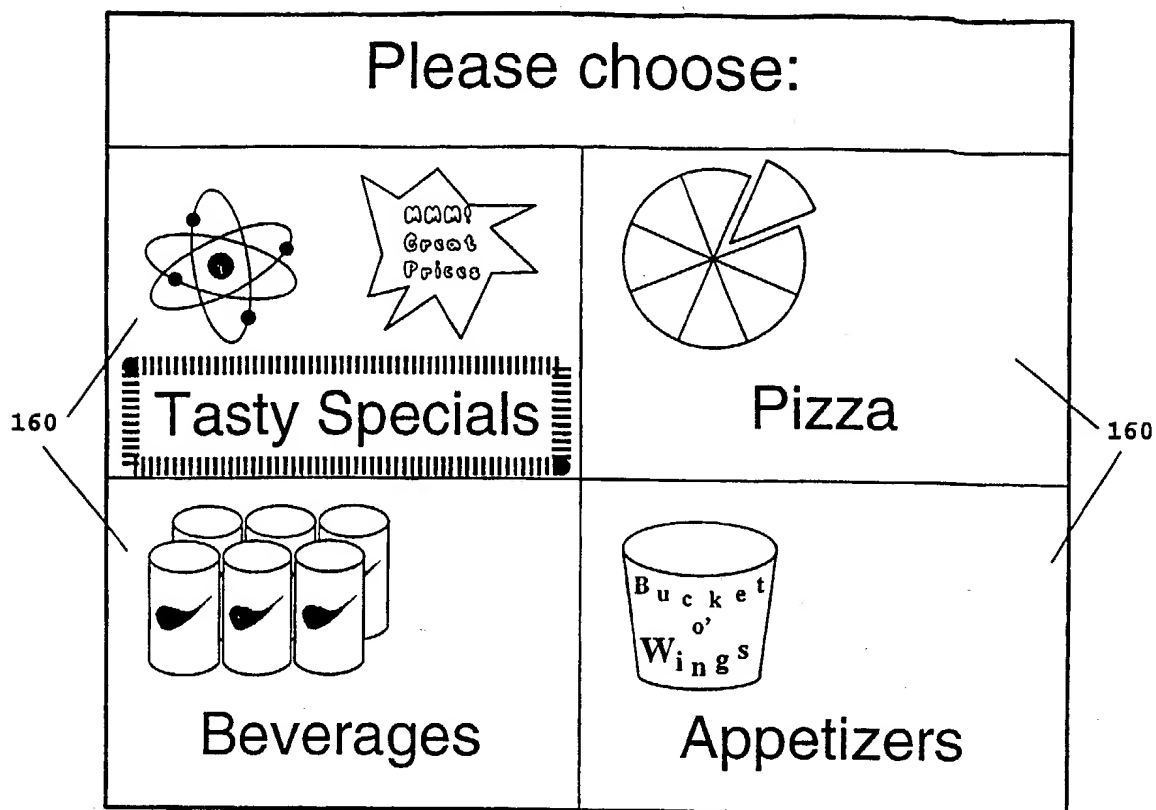 Please choose:
MMM!
Great
Prices
Tasty Specials
Pizza
160
160
Bucket
o'
Wings
Beverages
Appetizers